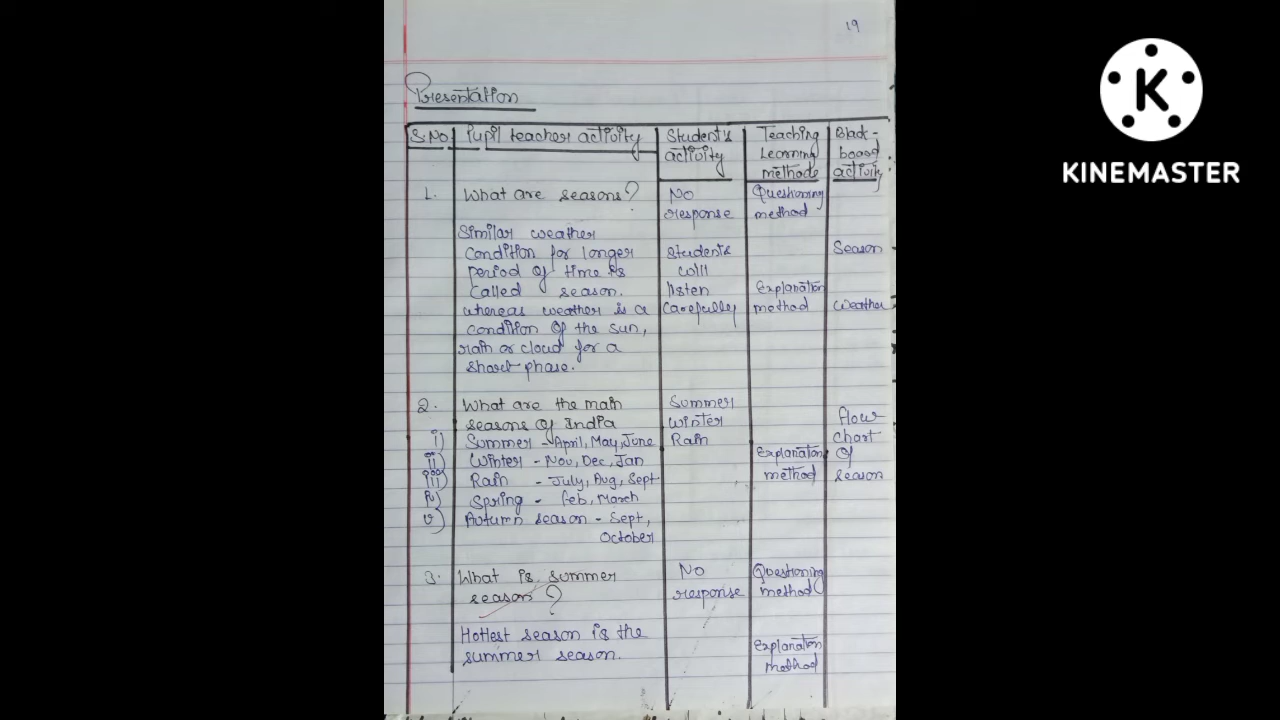 19
Presentation
S.No. Pupil teacher activity Student's activity Teaching Learning methods Black-board activity
1. What are seasons? No response Questioning method
Similar weather
condition for longer Students Season
period of time is will
called season. listen Explanation
whereas weather is a carefully method weather
condition of the sun,
rain or cloud for a
short phase.
2. What are the main Summer
seasons of India Winter flow
i) Summer - April, May, June Rain chart
ii) Winter - Nov, Dec, Jan Explanation of
iii) Rain - July, Aug, Sept method season
iv) Spring - feb, March
v) Autumn season - Sept,
October
3. What is summer No Questioning
season? response method
Hottest season is the Explanation
summer season. method
K
KINEMASTER